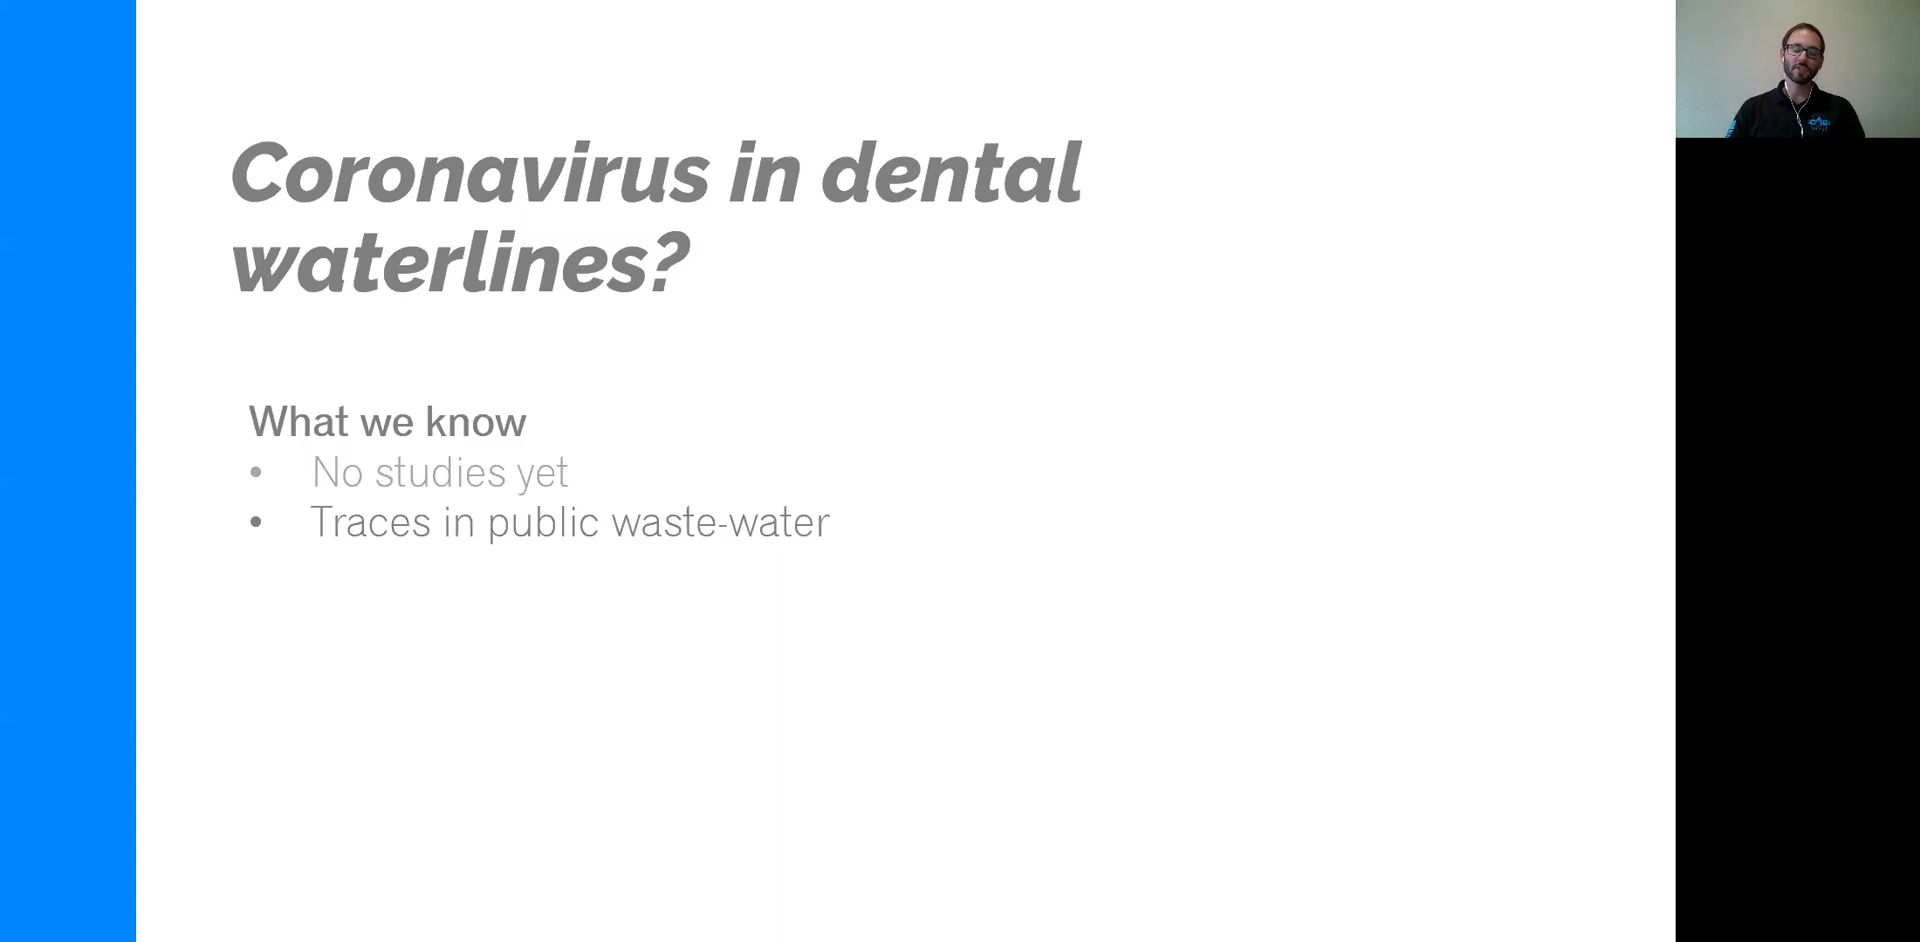 Coronavirus in dental
waterlines?
What we know
• No studies yet
• Traces in public waste-water